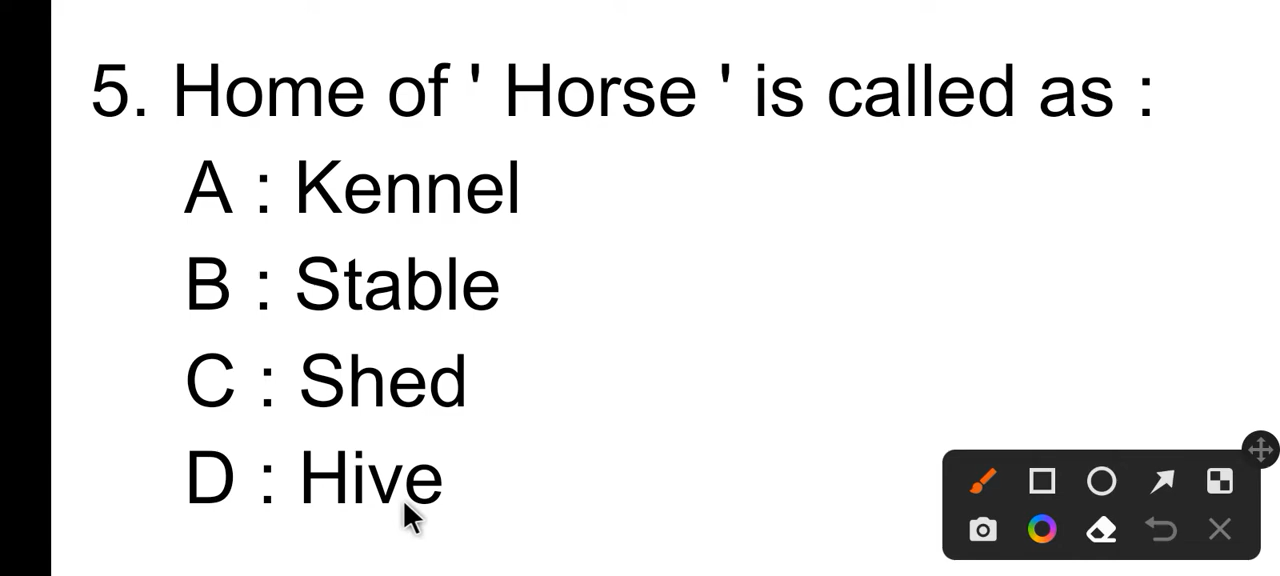 5. Home of ' Horse ' is called as :
A : Kennel
B : Stable
C : Shed
D : Hive